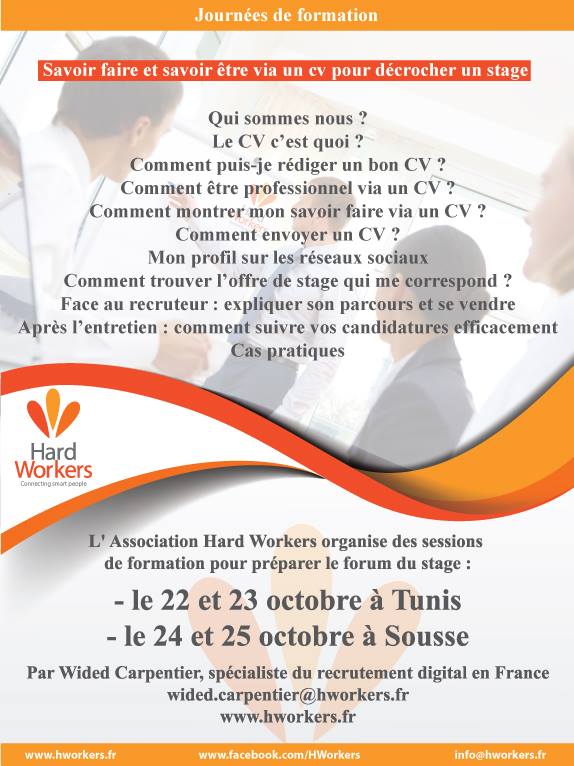 Journées de formation
Savoir faire et savoir être via un cv pour décrocher un stage
Qui sommes nous ?
Le CV c’est quoi ?
Comment puis-je rédiger un bon CV ?
Comment être professionnel via un CV ?
Comment montrer mon savoir faire via un CV ?
Comment envoyer un CV ?
Mon profil sur les réseaux sociaux
Comment trouver l’offre de stage qui me correspond ?
Face au recruteur : expliquer son parcours et se vendre
Après l’entretien : comment suivre vos candidatures efficacement
Cas pratiques
Hard
Workers
Connecting smart people
L' Association Hard Workers organise des sessions
de formation pour préparer le forum du stage :
- le 22 et 23 octobre à Tunis
- le 24 et 25 octobre à Sousse
Par Wided Carpentier, spécialiste du recrutement digital en France
wided.carpentier@hworkers.fr
www.hworkers.fr
www.hworkers.fr www.facebook.com/HWorkers info@hworkers.fr